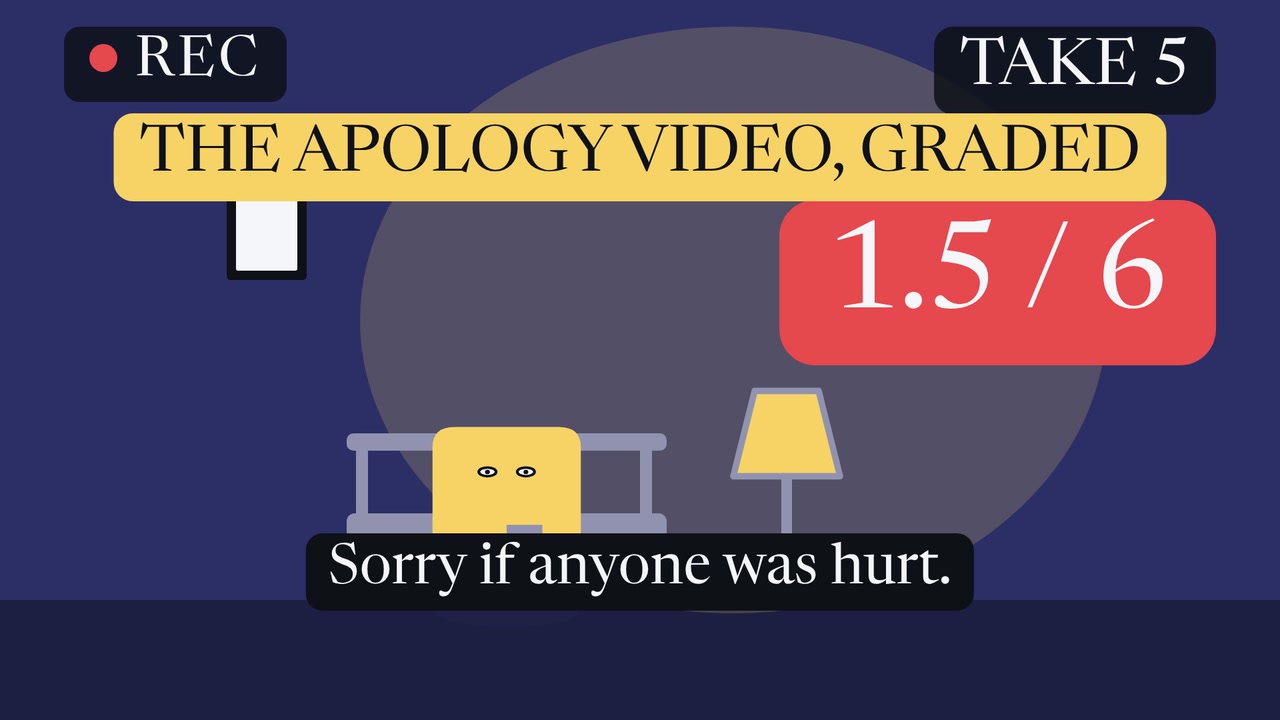 REC
TAKE 5
THE APOLOGY VIDEO, GRADED
1.5 / 6
Sorry if anyone was hurt.